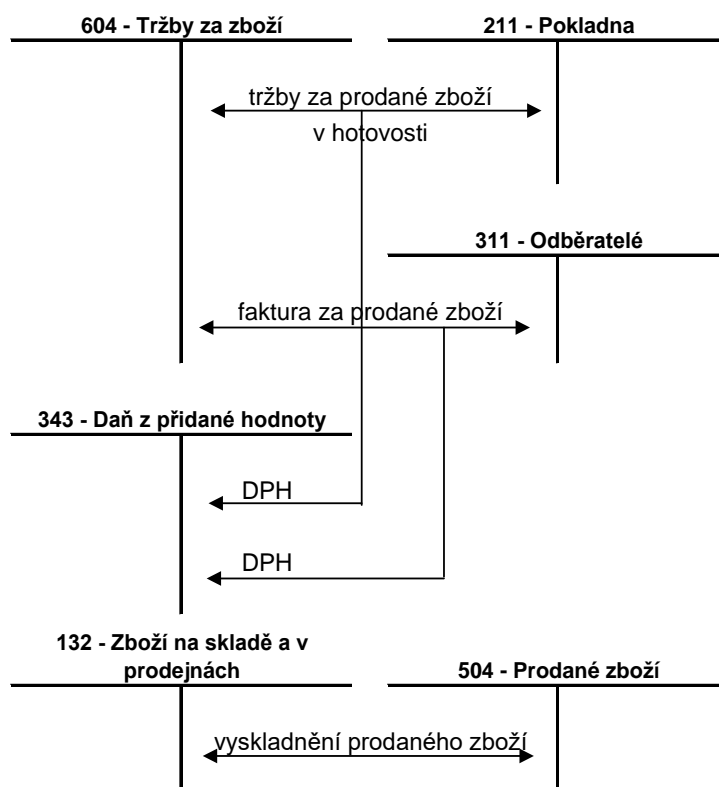 604 - Tržby za zboží
211 - Pokladna
tržby za prodané zboží
v hotovosti
311 - Odběratelé
faktura za prodané zboží
343 - Daň z přidané hodnoty
DPH
DPH
132 - Zboží na skladě a v
prodejnách
504 - Prodané zboží
vyskladnění prodaného zboží